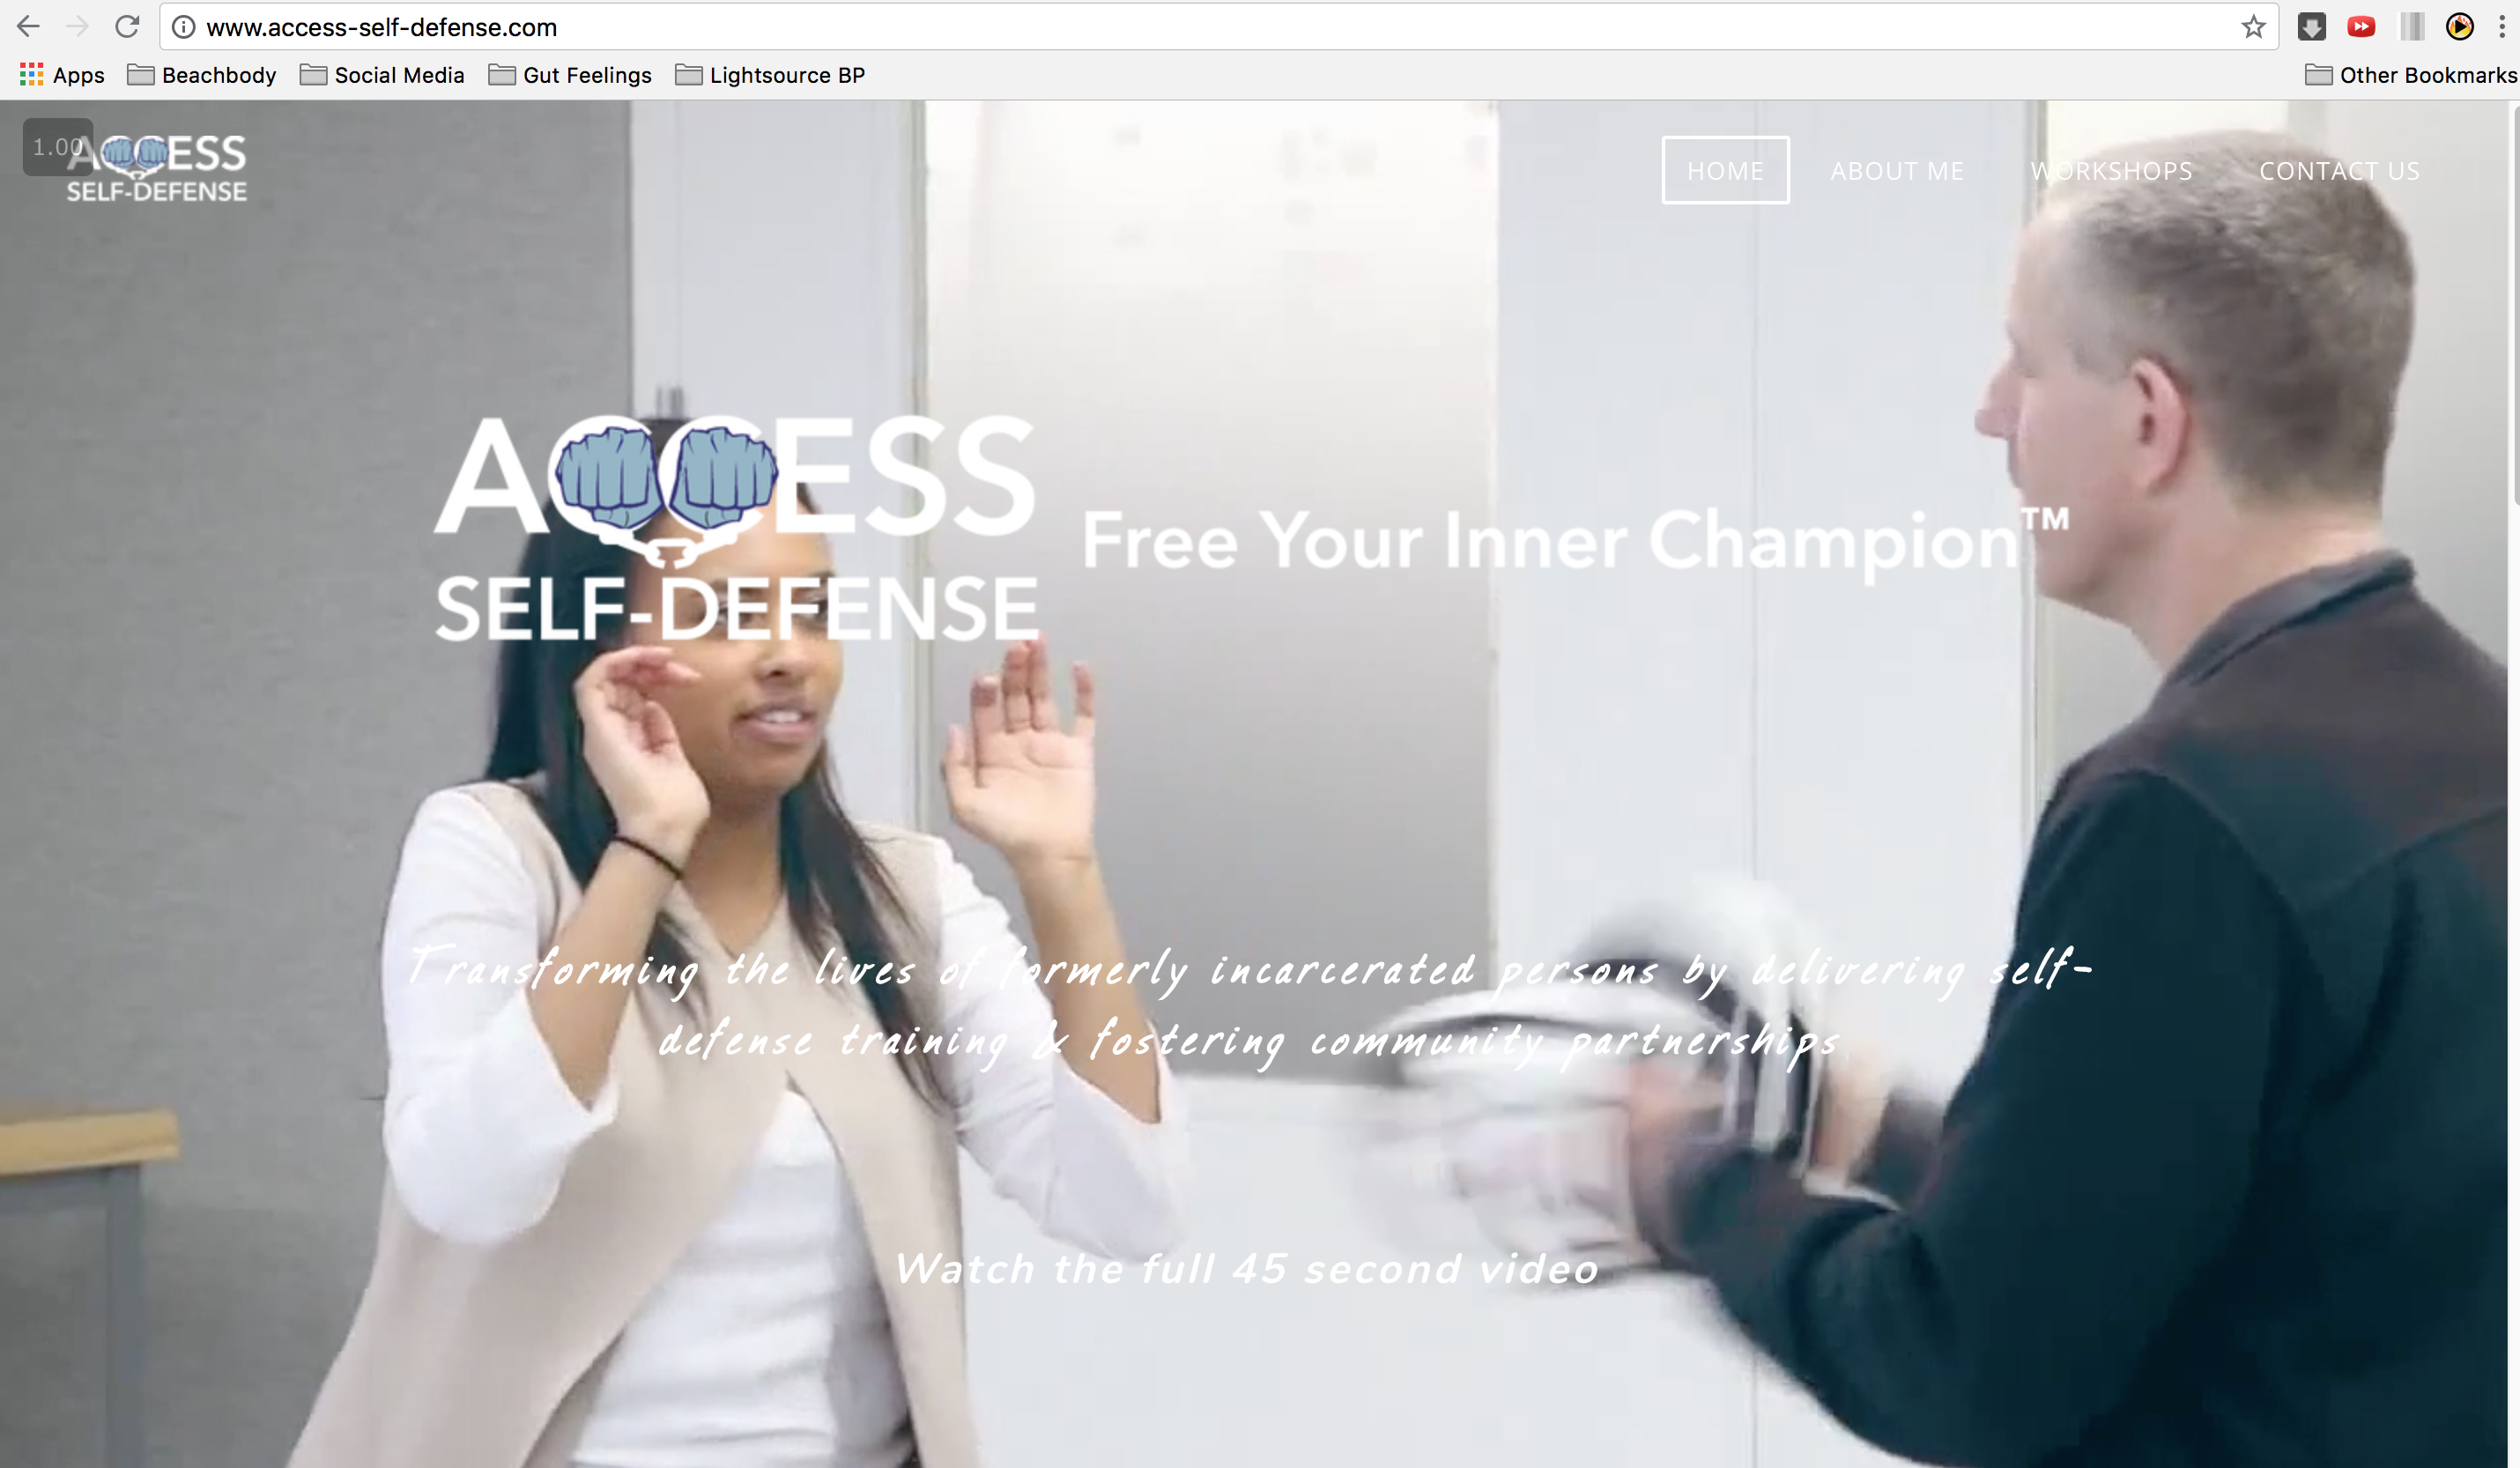 www.access-self-defense.com
Apps Beachbody Social Media Gut Feelings Lightsource BP Other Bookmarks
1.00
ACCESS
SELF-DEFENSE
HOME ABOUT ME WORKSHOPS CONTACT US
ACCESS
SELF-DEFENSE
Free Your Inner Champion™
Transforming the lives of formerly incarcerated persons by delivering self-
defense training & fostering community partnerships
Watch the full 45 second video